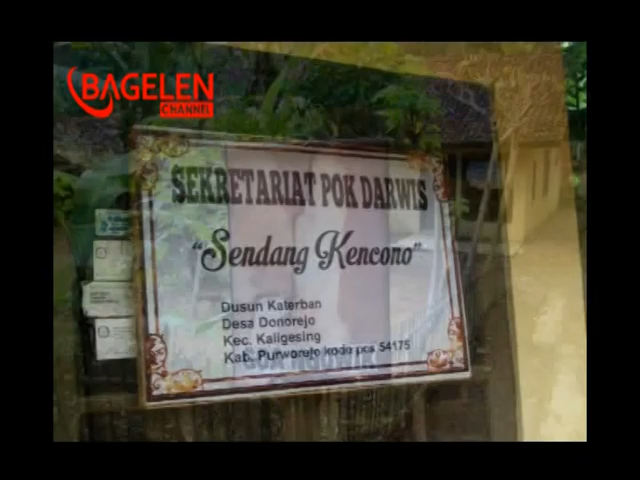 BAGELEN
CHANNEL
SEKRETARIAT POK DARWIS
"Sendang Kencono"
Dusun Katerban
Desa Donorejo
Kec. Kaligesing
Kab. Purworejo kode pos 54175